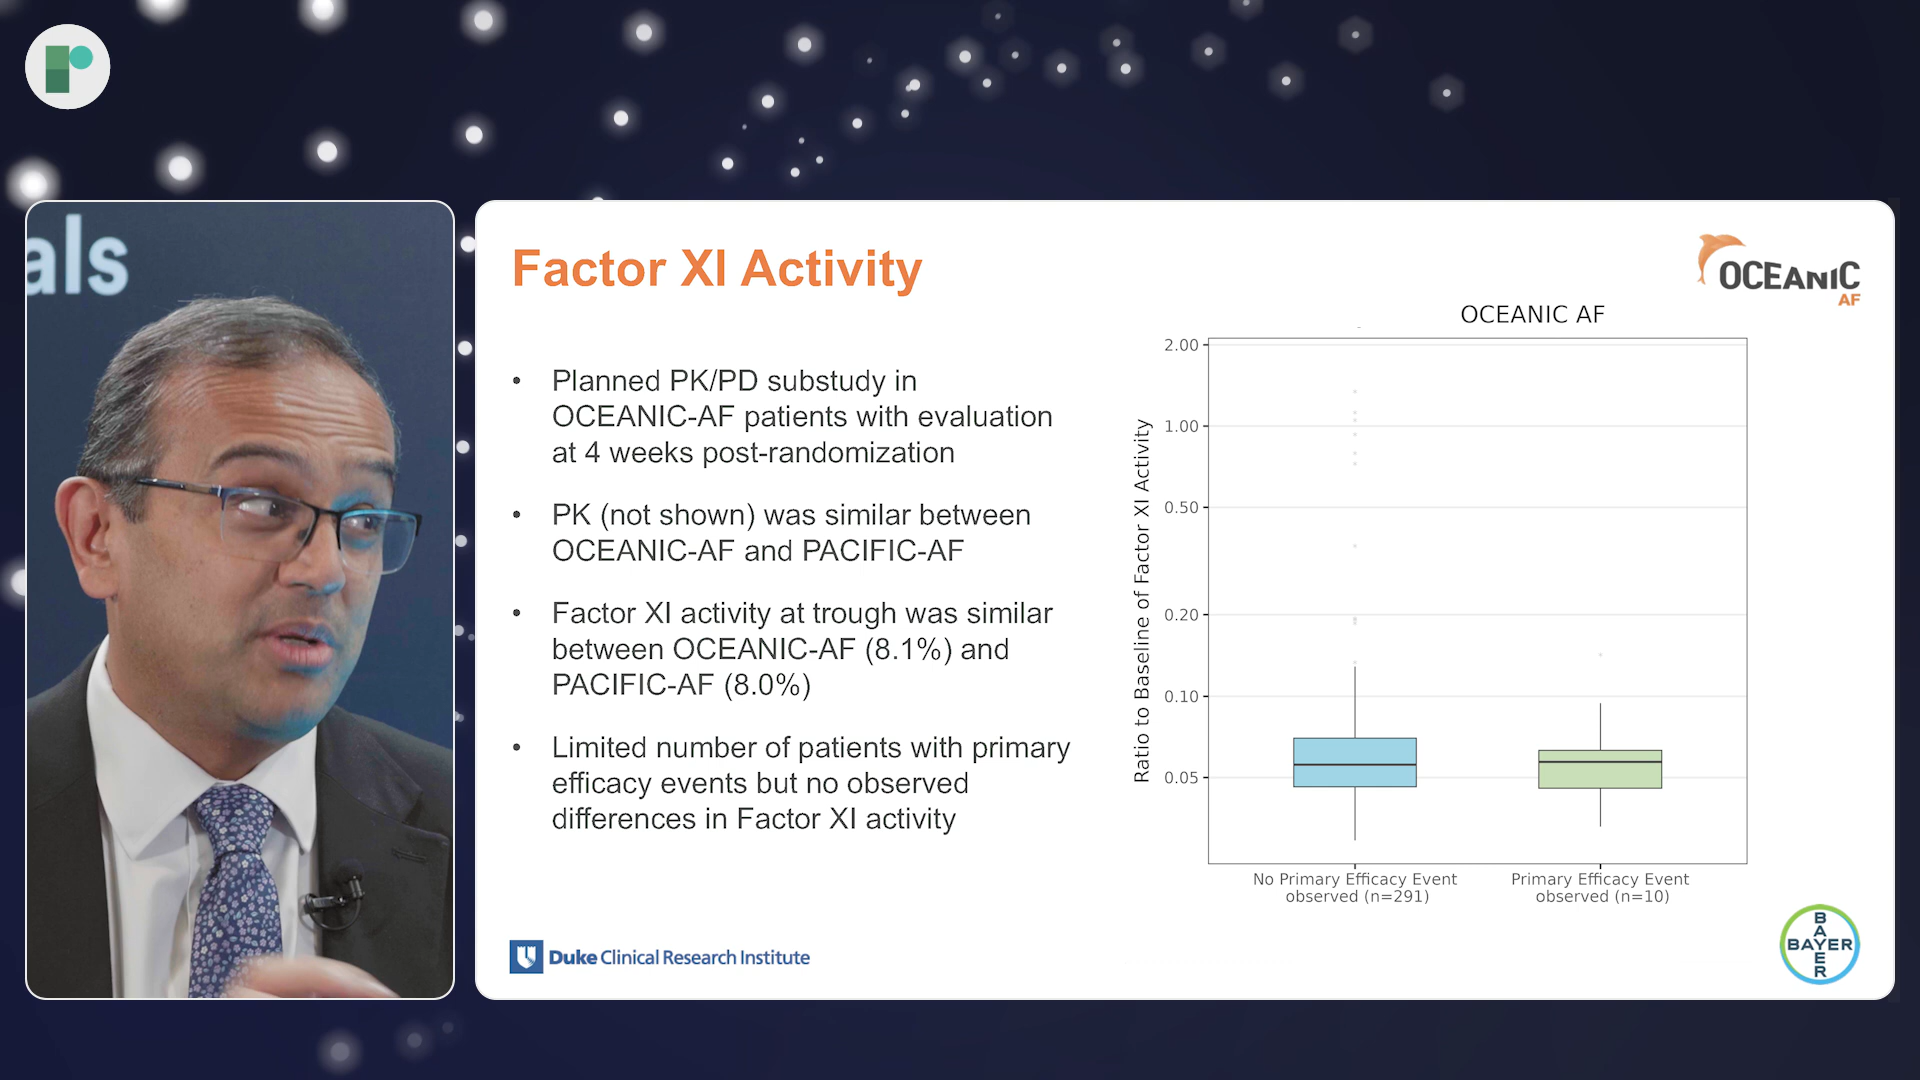 als
Factor XI Activity
OCEANIC
AF
• Planned PK/PD substudy in
OCEANIC-AF patients with evaluation
at 4 weeks post-randomization
• PK (not shown) was similar between
OCEANIC-AF and PACIFIC-AF
• Factor XI activity at trough was similar
between OCEANIC-AF (8.1%) and
PACIFIC-AF (8.0%)
• Limited number of patients with primary
efficacy events but no observed
differences in Factor XI activity
OCEANIC AF
Ratio to Baseline of Factor XI Activity
2.00
1.00
0.50
0.20
0.10
0.05
No Primary Efficacy Event
observed (n=291)
Primary Efficacy Event
observed (n=10)
Duke Clinical Research Institute
BAYER
BAYER